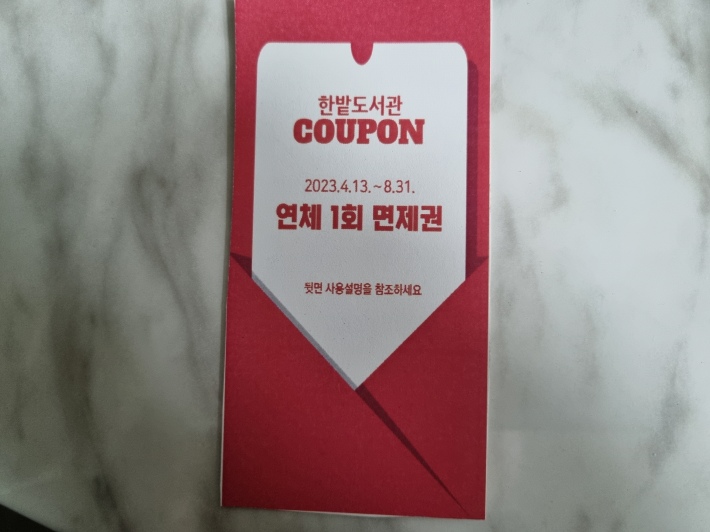 한밭도서관
COUPON
2023.4.13.~8.31.
연체 1회 면제권
뒷면 사용설명을 참조하세요